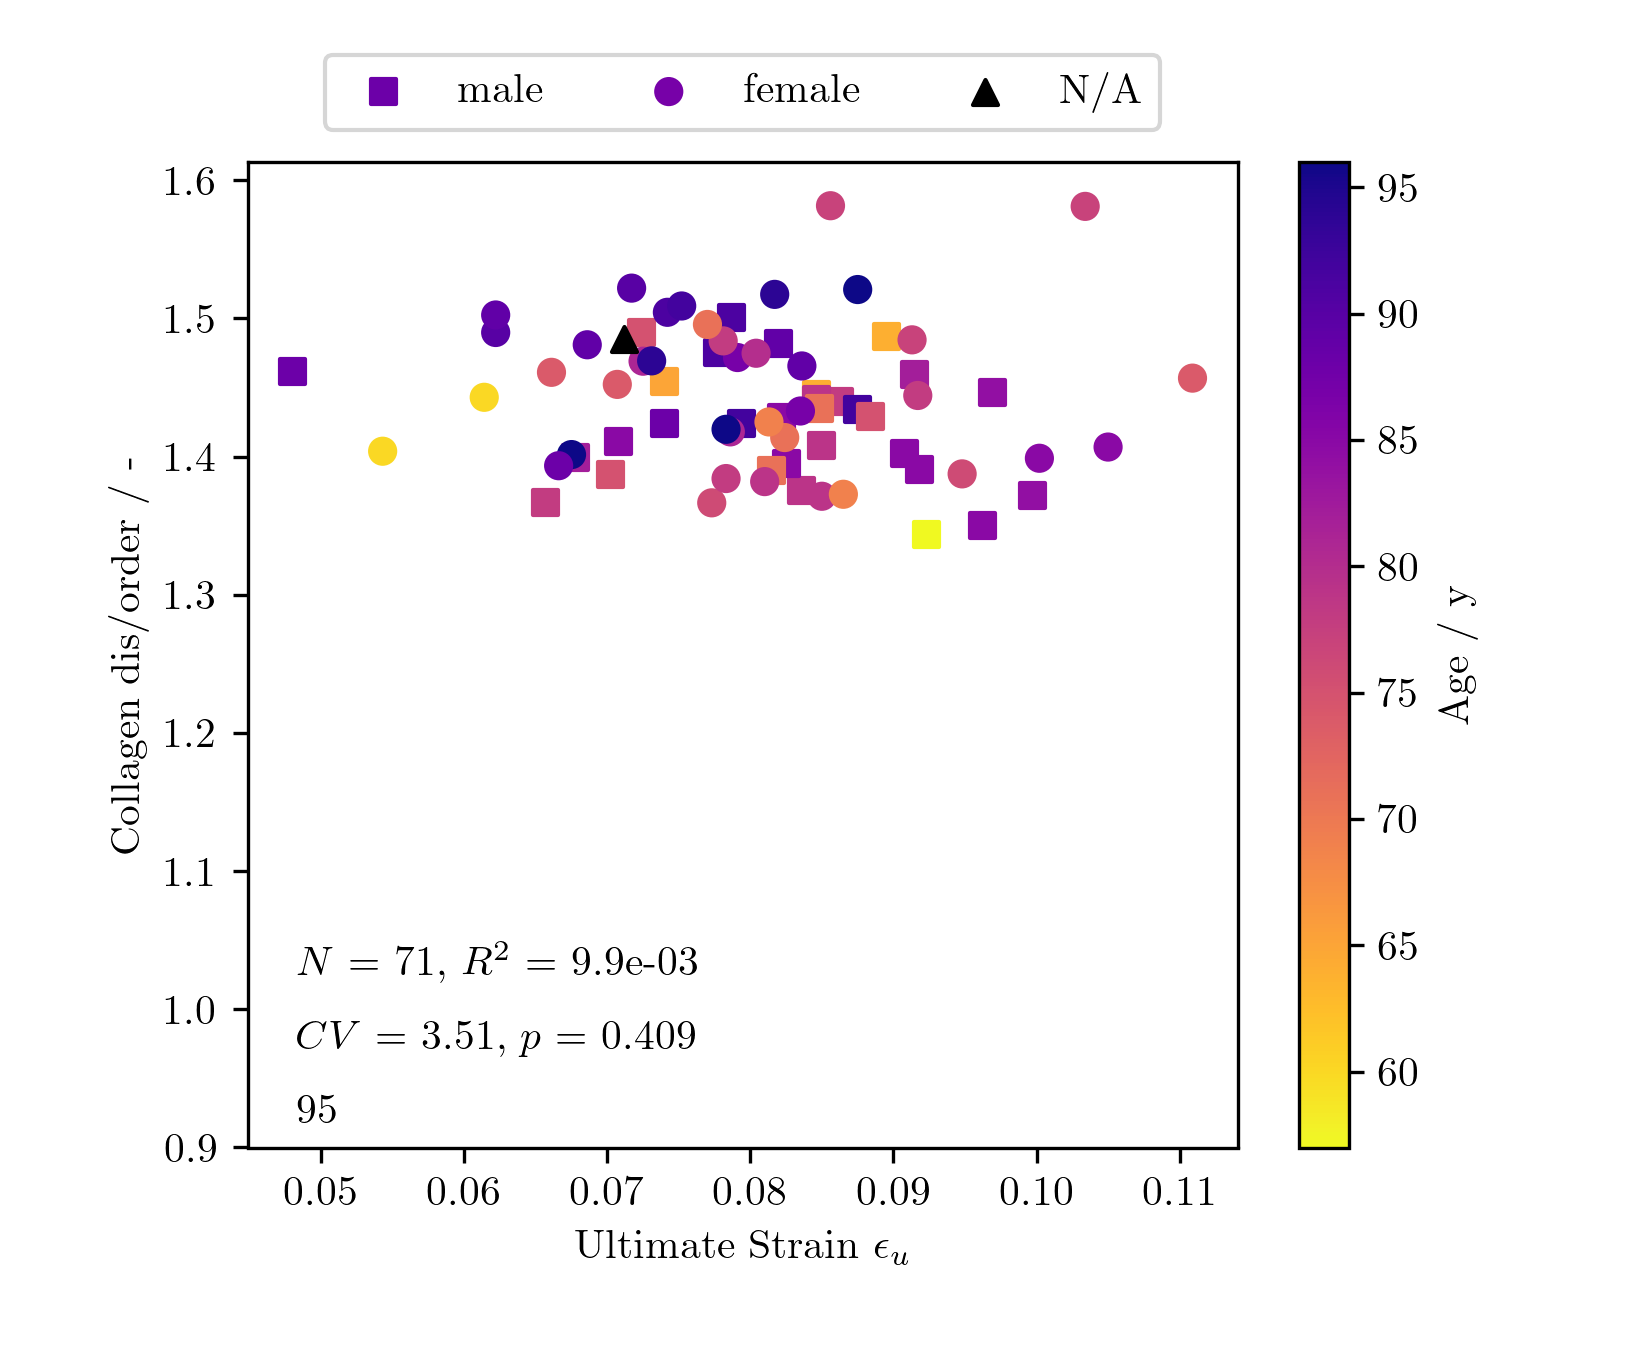 male female N/A
1.6
1.5
1.4
1.3
1.2
1.1
1.0
0.9
Collagen dis/order / -
N = 71, R² = 9.9e-03
CV = 3.51, p = 0.409
95
0.05 0.06 0.07 0.08 0.09 0.10 0.11
Ultimate Strain ϵᵤ
95
90
85
80
75
70
65
60
Age / y